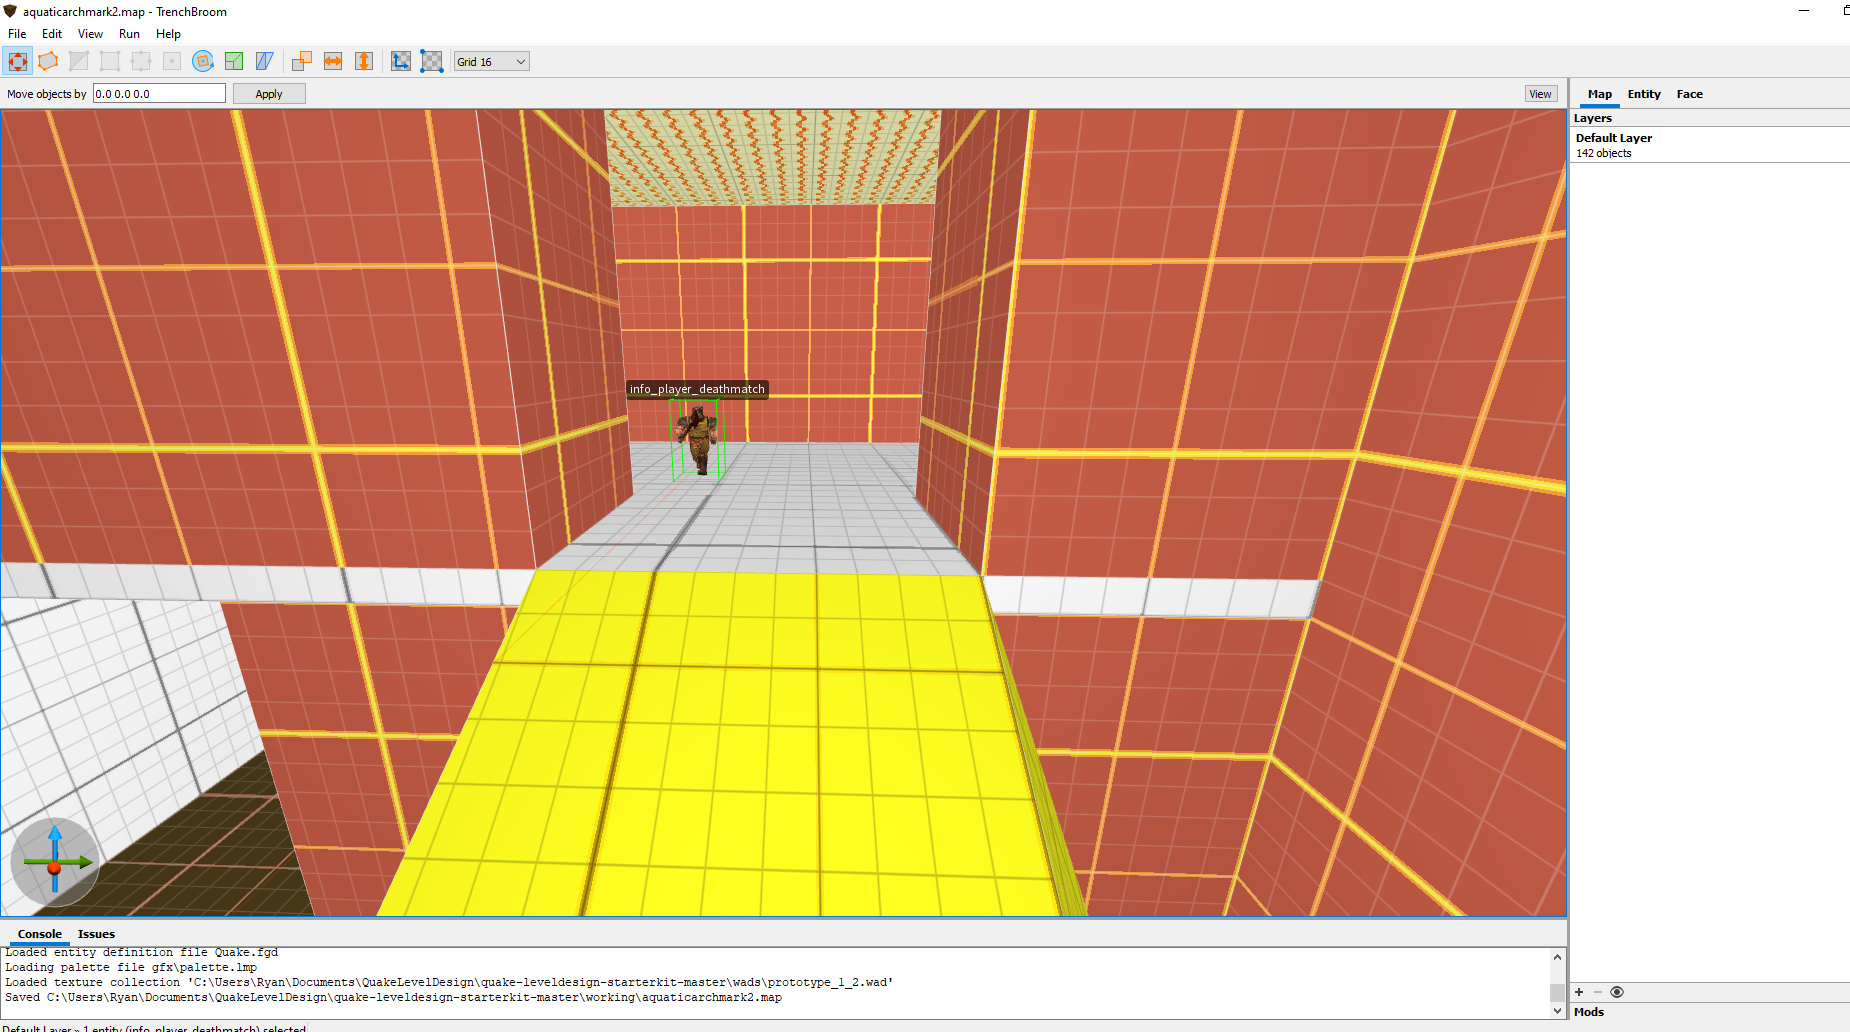 aquaticarchmark2.map - TrenchBroom
File Edit View Run Help
Grid 16
Move objects by 0.0 0.0 0.0 Apply View
Map Entity Face
Layers
Default Layer
142 objects
info_player_deathmatch
Console Issues
Loaded entity definition file Quake.fgd
Loading palette file gfx\palette.lmp
Loaded texture collection 'C:\Users\Ryan\Documents\QuakeLevelDesign\quake-leveldesign-starterkit-master\wads\prototype_1_2.wad'
Saved C:\Users\Ryan\Documents\QuakeLevelDesign\quake-leveldesign-starterkit-master\working\aquaticarchmark2.map
Mods
Default Layer » 1 entity (info_player_deathmatch) selected